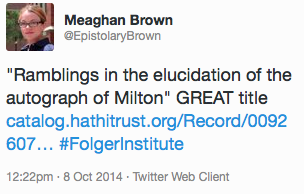 Meaghan Brown
@EpistolaryBrown
"Ramblings in the elucidation of the
autograph of Milton" GREAT title
catalog.hathitrust.org/Record/0092
607… #FolgerInstitute
12:22pm · 8 Oct 2014 · Twitter Web Client